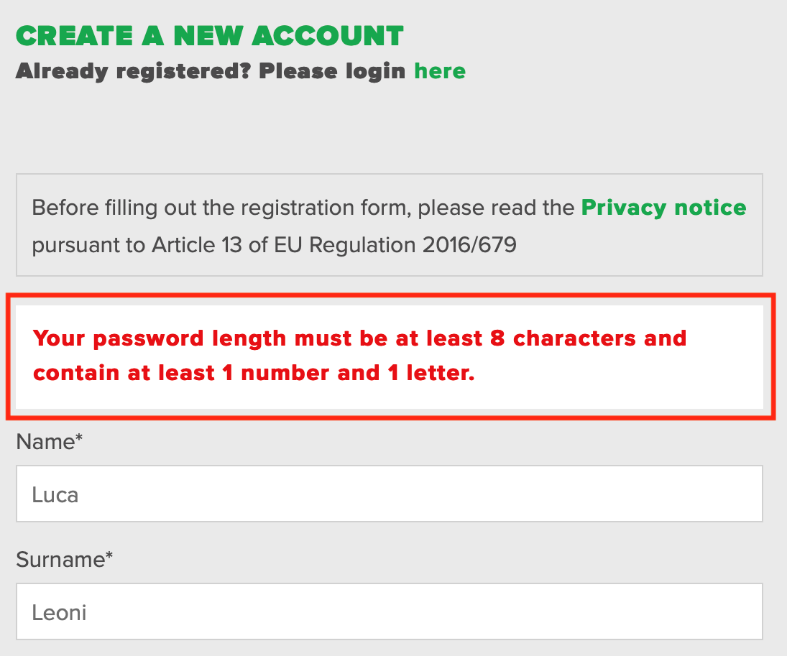 CREATE A NEW ACCOUNT
Already registered? Please login here
Before filling out the registration form, please read the Privacy notice
pursuant to Article 13 of EU Regulation 2016/679
Your password length must be at least 8 characters and
contain at least 1 number and 1 letter.
Name*
Luca
Surname*
Leoni